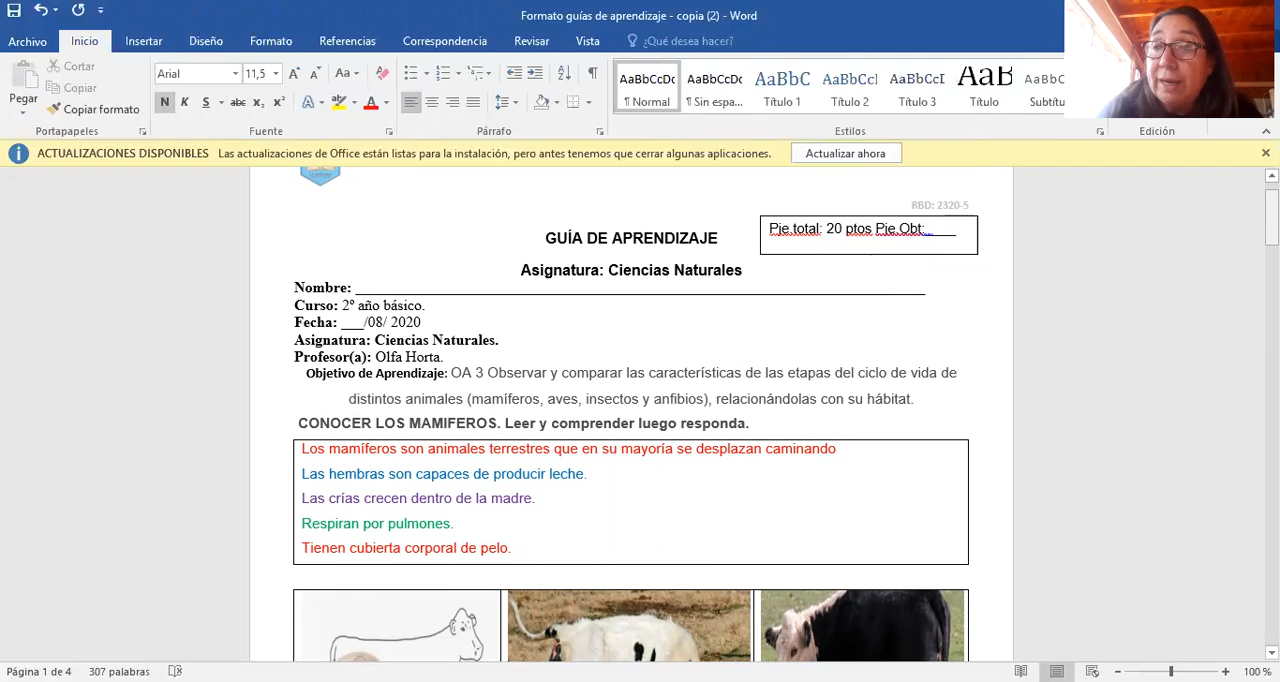 Formato guías de aprendizaje - copia (2) - Word
Archivo Inicio Insertar Diseño Formato Referencias Correspondencia Revisar Vista ¿Qué desea hacer?
Pegar
Cortar
Copiar
Copiar formato
Portapapeles
Arial 11,5 Aa
N K S abc x₂ x² A A
Fuente
Párrafo
AaBbCcDc AaBbCcDc AaBbC AaBbCcI AaBbCcI AaB AaBbCcC
¶ Normal ¶ Sin espa... Título 1 Título 2 Título 3 Título Subtítu
Estilos
Edición
ACTUALIZACIONES DISPONIBLES Las actualizaciones de Office están listas para la instalación, pero antes tenemos que cerrar algunas aplicaciones. Actualizar ahora
RBD: 2320-5
Pje.total: 20 ptos Pje.Obt:..____
GUÍA DE APRENDIZAJE
Asignatura: Ciencias Naturales
Nombre: ____
Curso: 2º año básico.
Fecha: ___/08/ 2020
Asignatura: Ciencias Naturales.
Profesor(a): Olfa Horta.
Objetivo de Aprendizaje: OA 3 Observar y comparar las características de las etapas del ciclo de vida de
distintos animales (mamíferos, aves, insectos y anfibios), relacionándolas con su hábitat.
CONOCER LOS MAMIFEROS. Leer y comprender luego responda.
Los mamíferos son animales terrestres que en su mayoría se desplazan caminando
Las hembras son capaces de producir leche.
Las crías crecen dentro de la madre.
Respiran por pulmones.
Tienen cubierta corporal de pelo.
Página 1 de 4 307 palabras 100 %